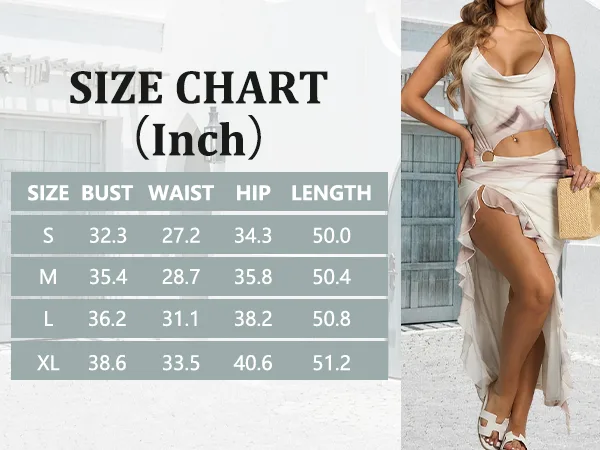 SIZE CHART
（Inch）
SIZE BUST WAIST HIP LENGTH
S 32.3 27.2 34.3 50.0
M 35.4 28.7 35.8 50.4
L 36.2 31.1 38.2 50.8
XL 38.6 33.5 40.6 51.2